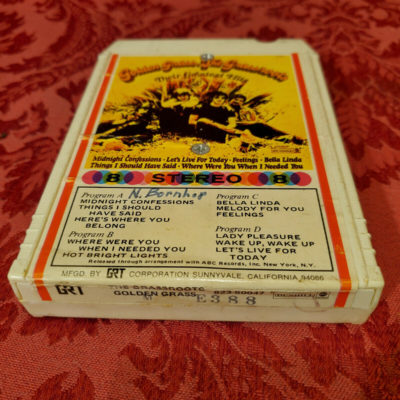 Golden Grass
Their Greatest Hits
Midnight Confessions · Let's Live For Today · Feelings · Bella Linda
Things I Should Have Said · Where Were You When I Needed You
8 STEREO 8
Program A N. Bornhop
MIDNIGHT CONFESSIONS
THINGS I SHOULD
HAVE SAID
HERE'S WHERE YOU
BELONG
Program B
WHERE WERE YOU
WHEN I NEEDED YOU
HOT BRIGHT LIGHTS
Program C
BELLA LINDA
MELODY FOR YOU
FEELINGS
Program D
LADY PLEASURE
WAKE UP, WAKE UP
LET'S LIVE FOR
TODAY
Released through arrangement with ABC Records, Inc. New York, N.Y.
MFGD. BY GRT CORPORATION SUNNYVALE, CALIFORNIA 94086
GRT
THE GRASSROOTS
GOLDEN GRASS
E388